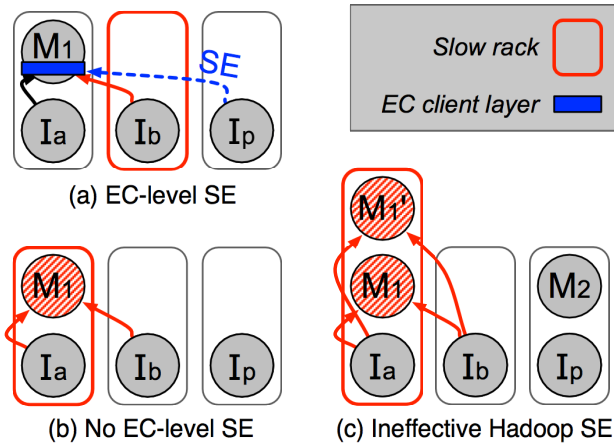 M1
SE
Ia
Ib
Ip
(a) EC-level SE
Slow rack
EC client layer
M1
Ia
Ib
Ip
(b) No EC-level SE
M1'
M1
M2
Ia
Ib
Ip
(c) Ineffective Hadoop SE